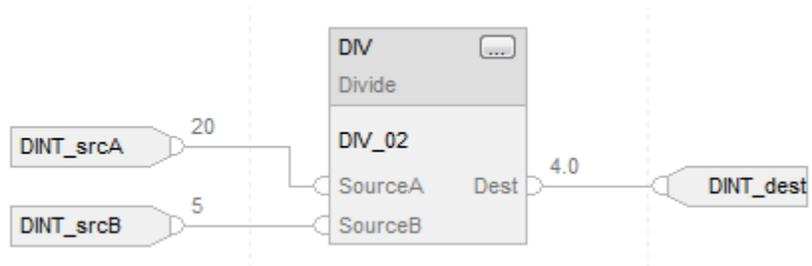 DIV
...
Divide
DINT_srcA
20
DIV_02
SourceA
Dest
4.0
DINT_dest
DINT_srcB
5
SourceB